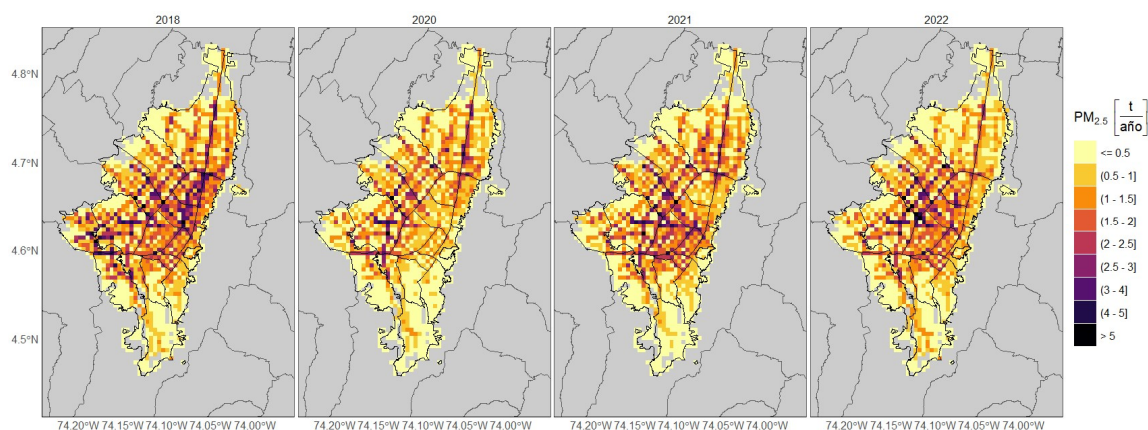 2018 2020 2021 2022
4.8°N
4.7°N
4.6°N
4.5°N
74.20°W 74.15°W 74.10°W 74.05°W 74.00°W 74.20°W 74.15°W 74.10°W 74.05°W 74.00°W 74.20°W 74.15°W 74.10°W 74.05°W 74.00°W 74.20°W 74.15°W 74.10°W 74.05°W 74.00°W
PM2.5 [t/año]
<= 0.5
(0.5 - 1]
(1 - 1.5]
(1.5 - 2]
(2 - 2.5]
(2.5 - 3]
(3 - 4]
(4 - 5]
> 5